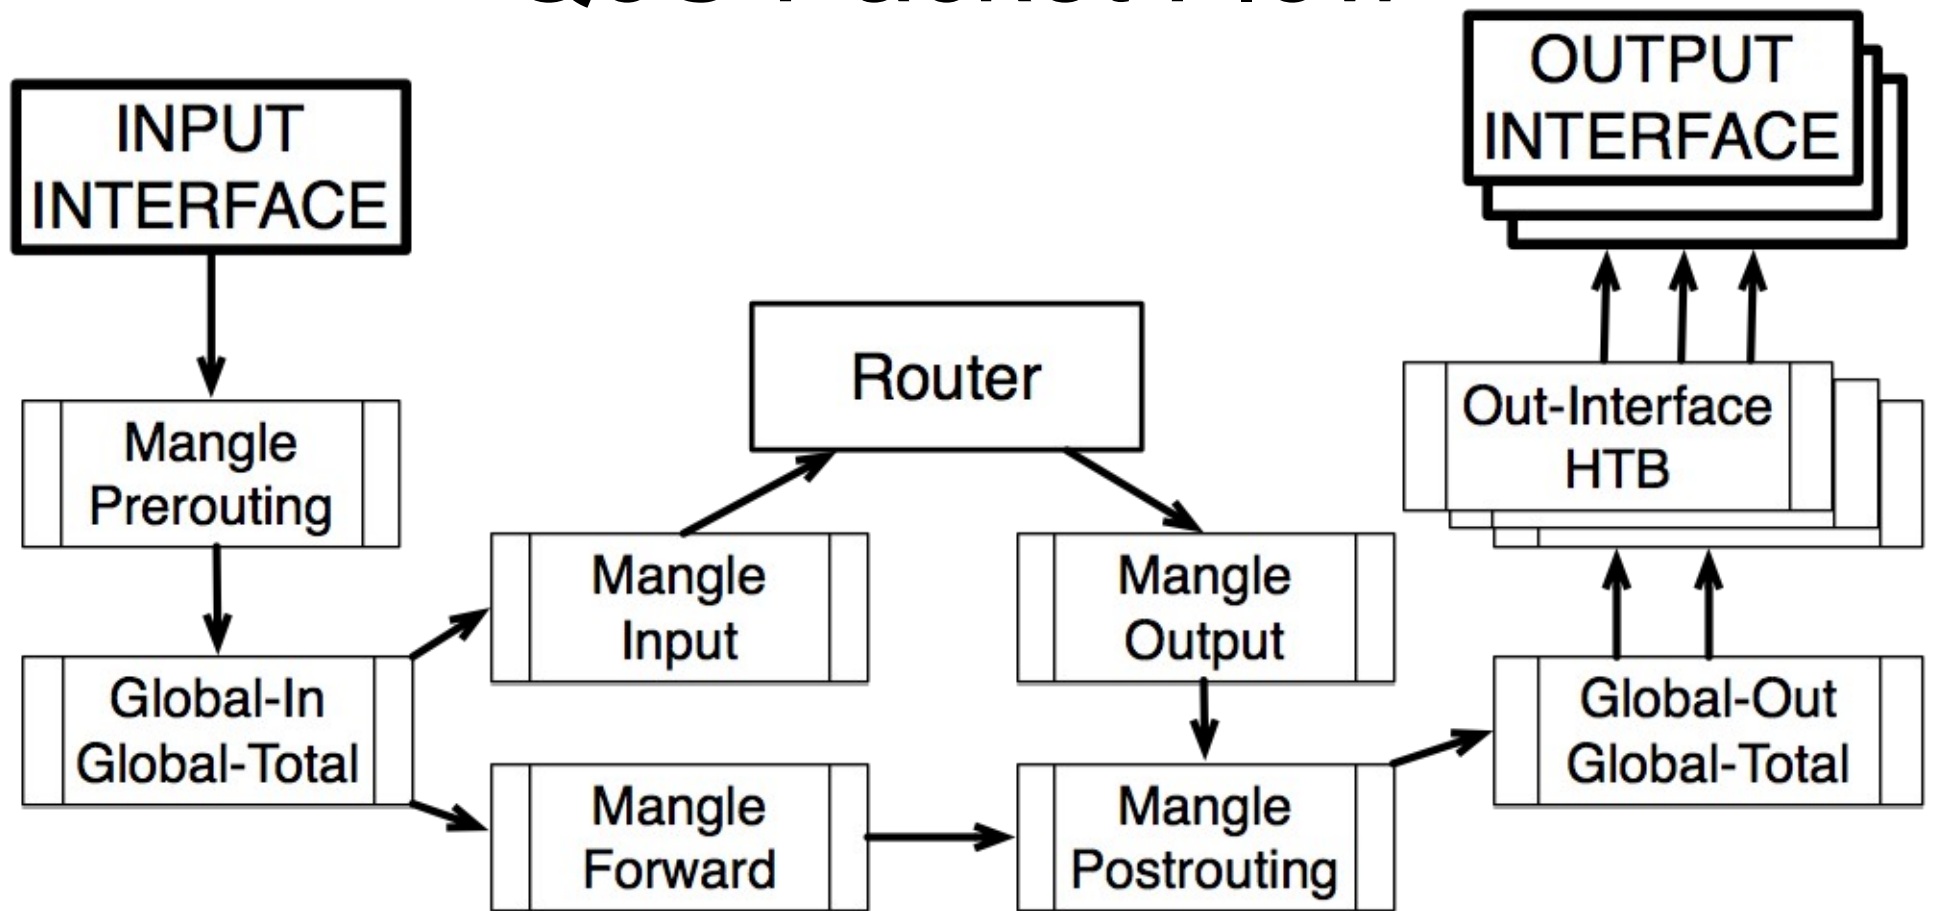 INPUT
INTERFACE
OUTPUT
INTERFACE
Router
Mangle
Prerouting
Out-Interface
HTB
Mangle
Input
Mangle
Output
Global-In
Global-Total
Global-Out
Global-Total
Mangle
Forward
Mangle
Postrouting